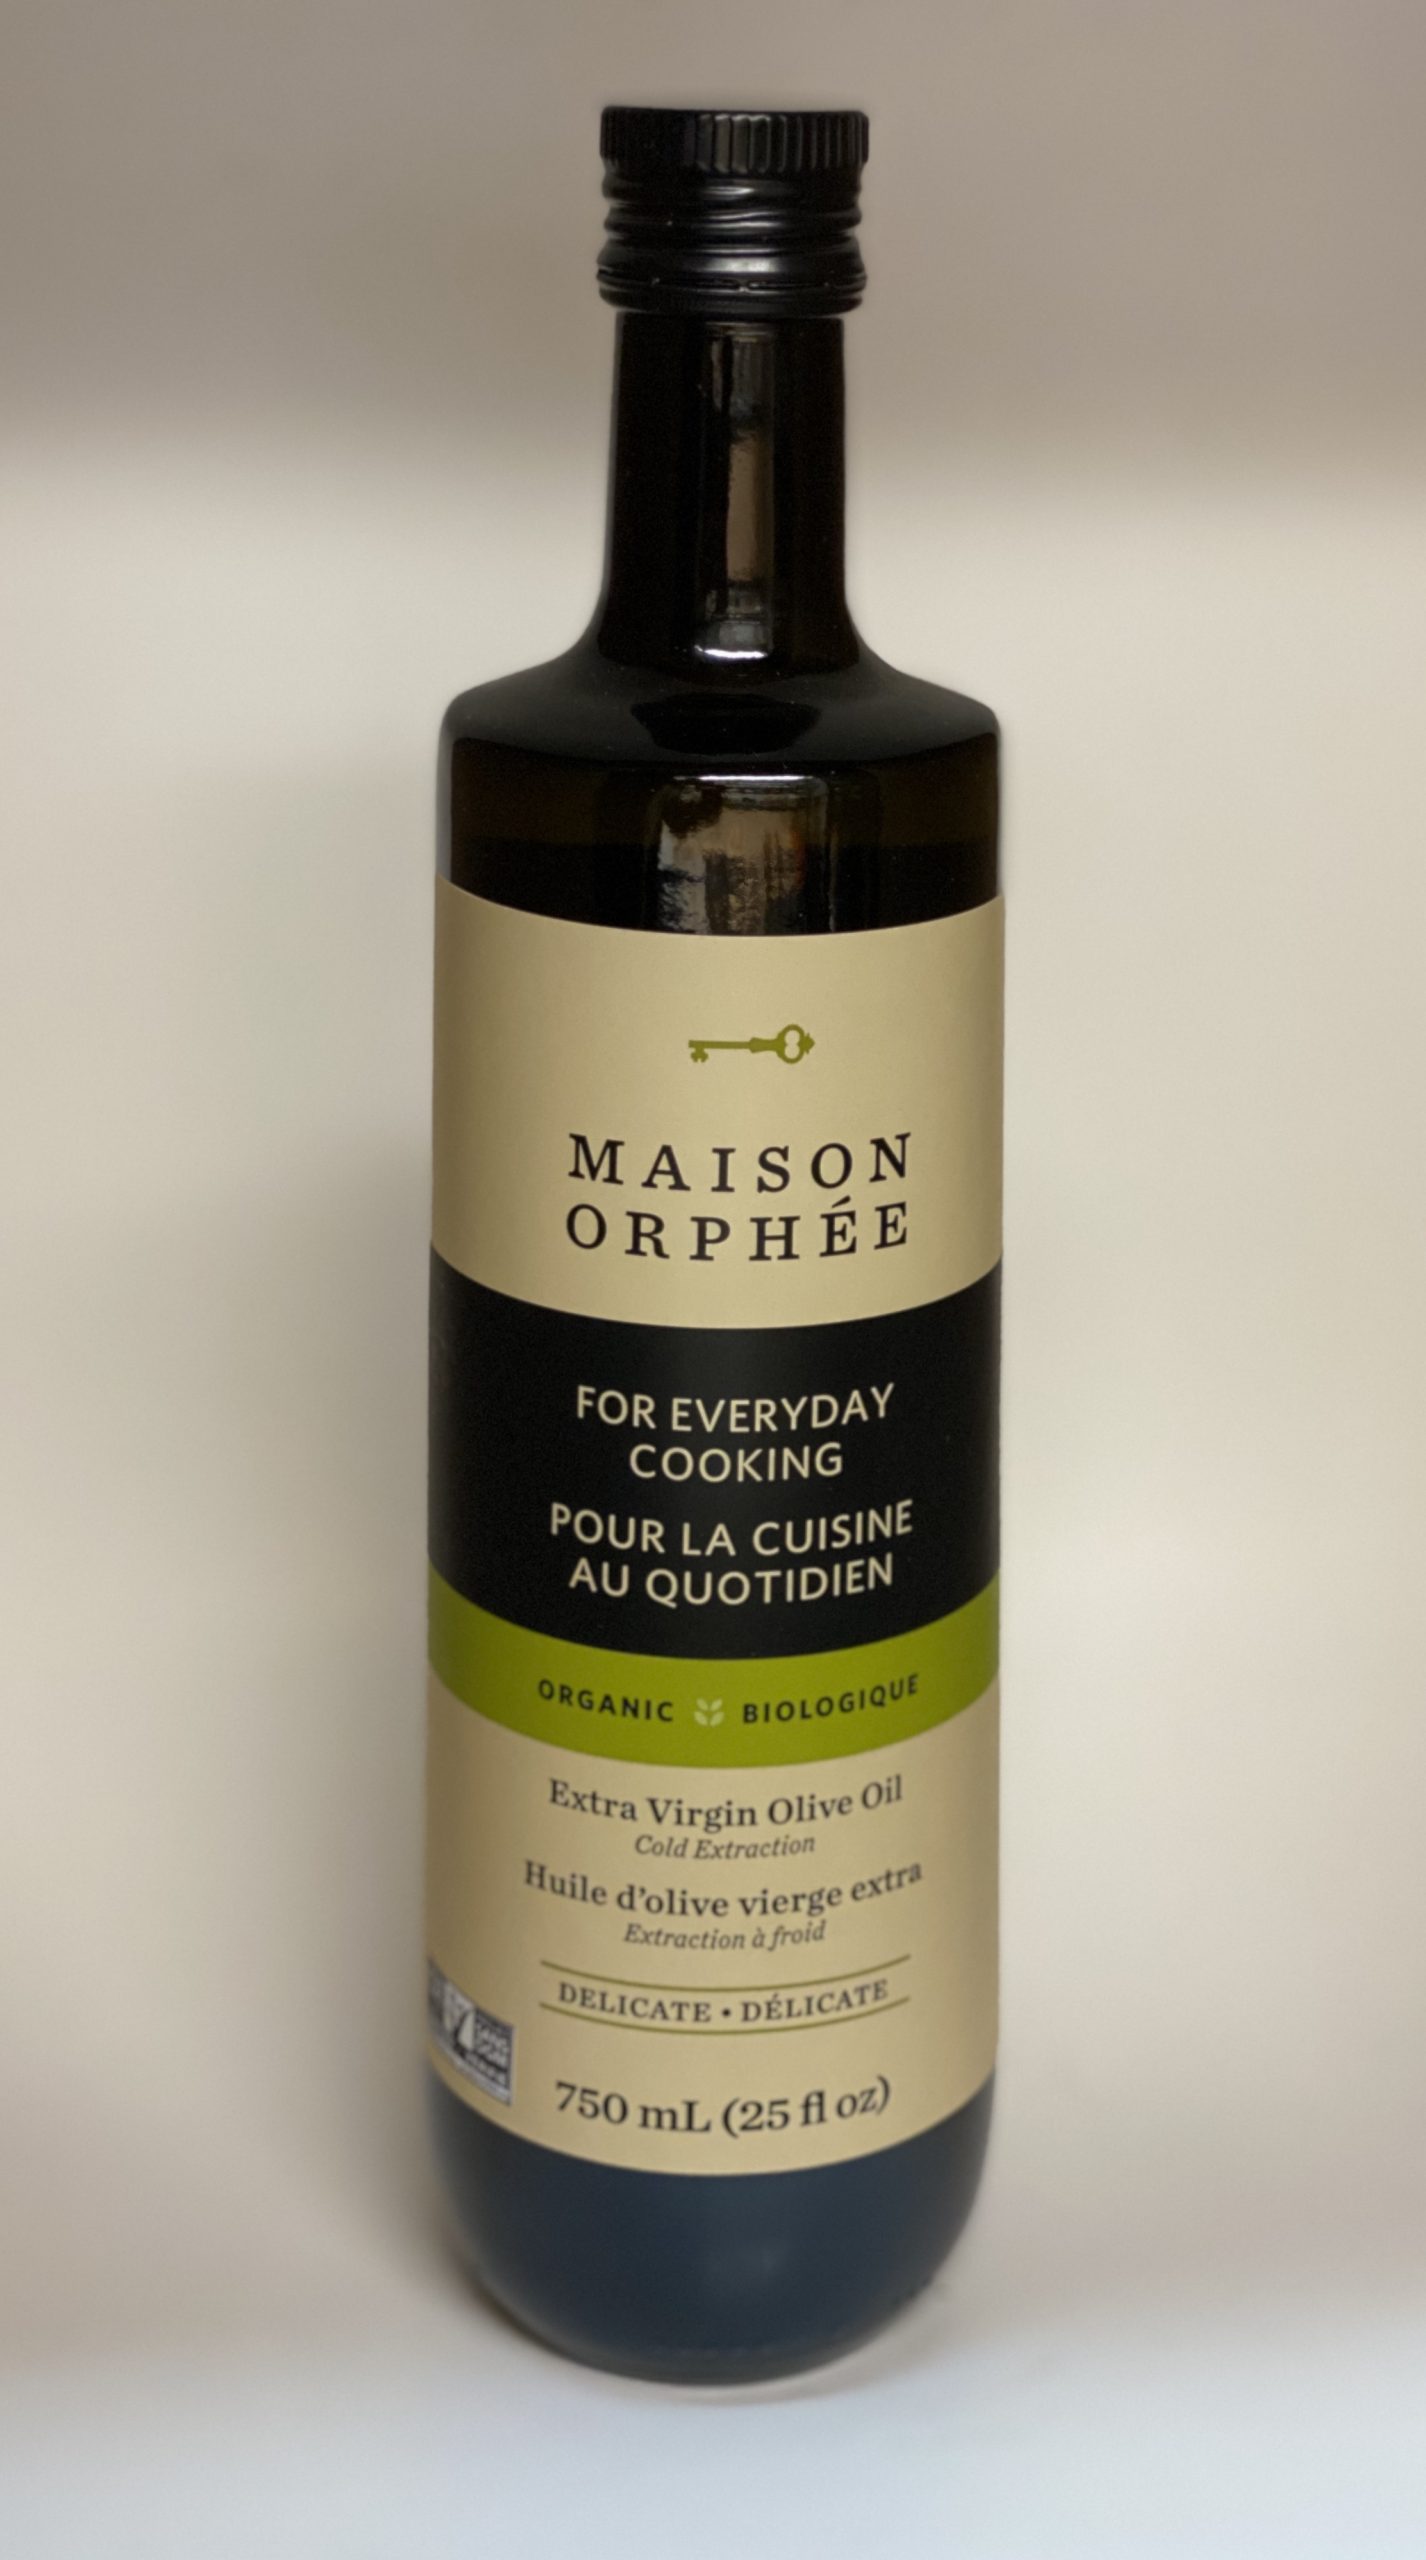 MAISON
ORPHÉE
FOR EVERYDAY
COOKING
POUR LA CUISINE
AU QUOTIDIEN
ORGANIC BIOLOGIQUE
Extra Virgin Olive Oil
Cold Extraction
Huile d'olive vierge extra
Extraction à froid
DELICATE • DÉLICATE
750 mL (25 fl oz)